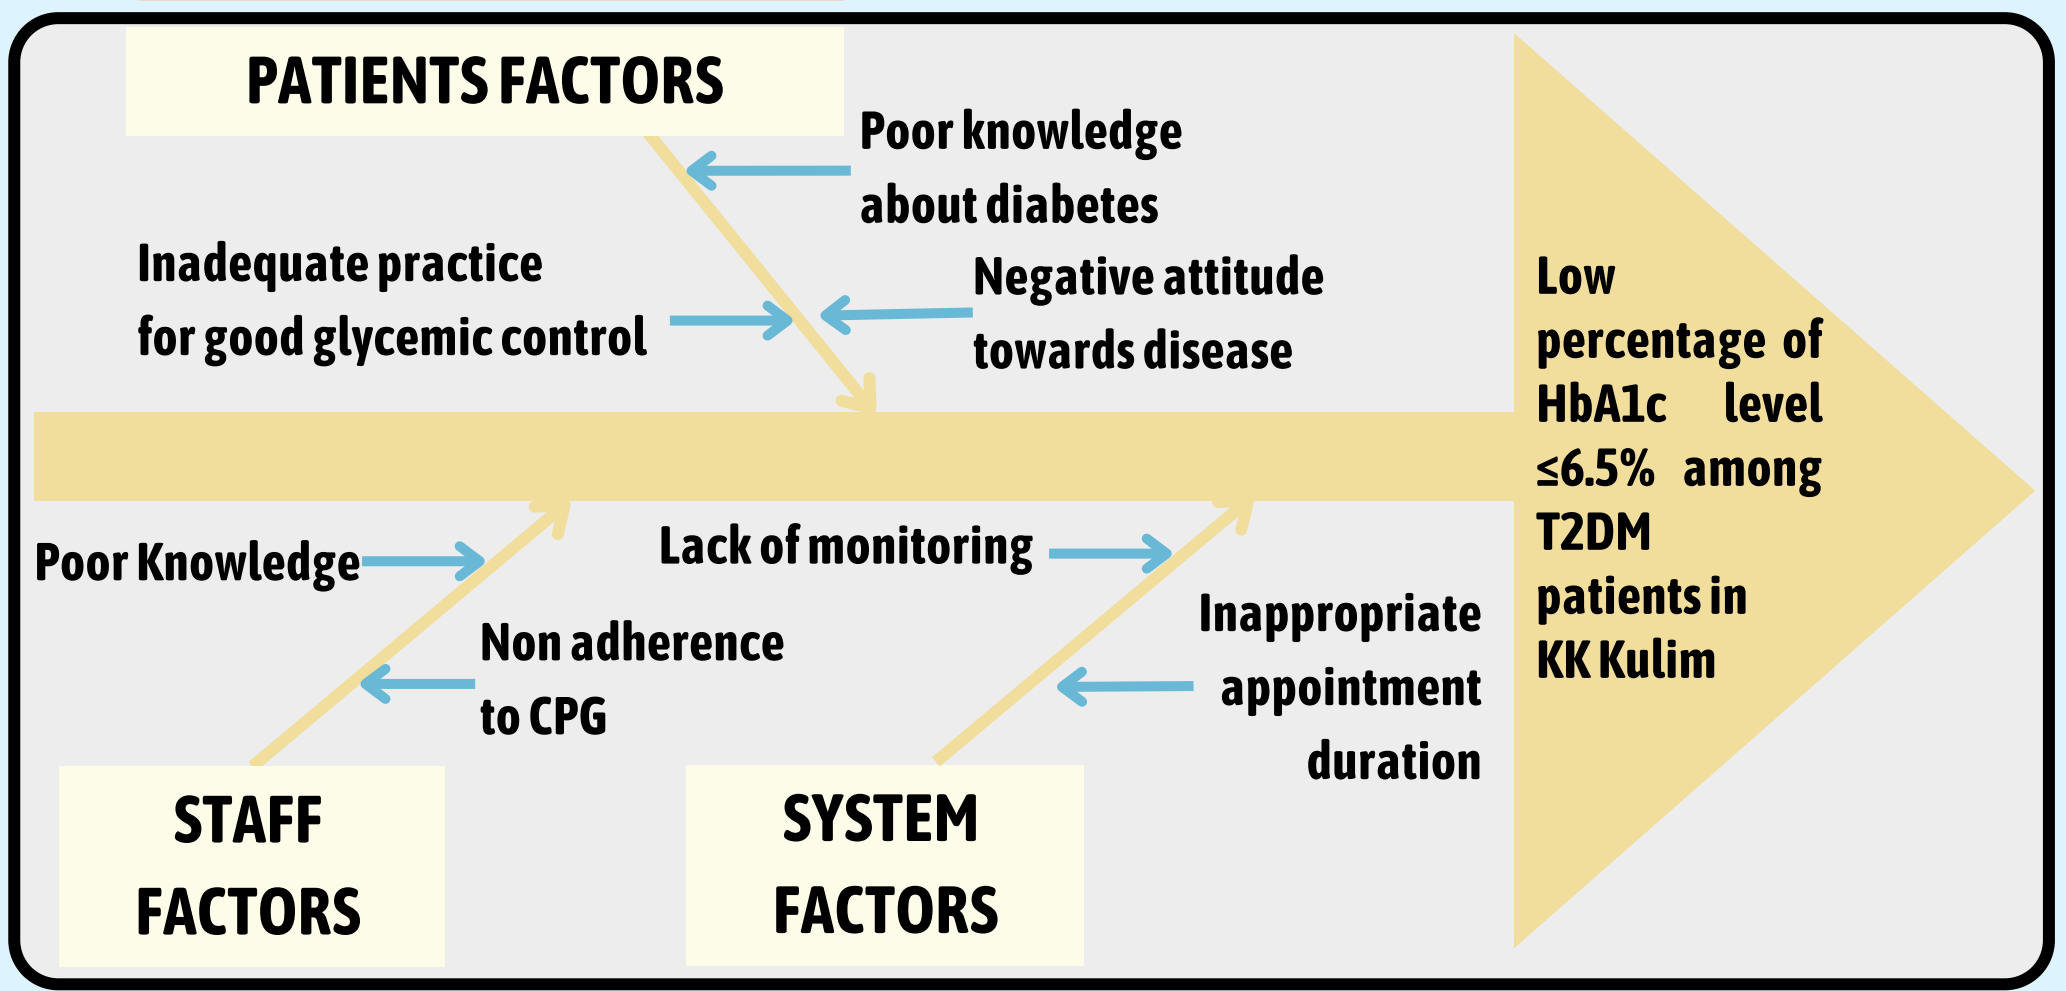 PATIENTS FACTORS
Poor knowledge
about diabetes
Inadequate practice
for good glycemic control
Negative attitude
towards disease
Low
percentage of
HbA1c level
≤6.5% among
T2DM
patients in
KK Kulim
Poor Knowledge
Non adherence
to CPG
Lack of monitoring
Inappropriate
appointment
duration
STAFF
FACTORS
SYSTEM
FACTORS